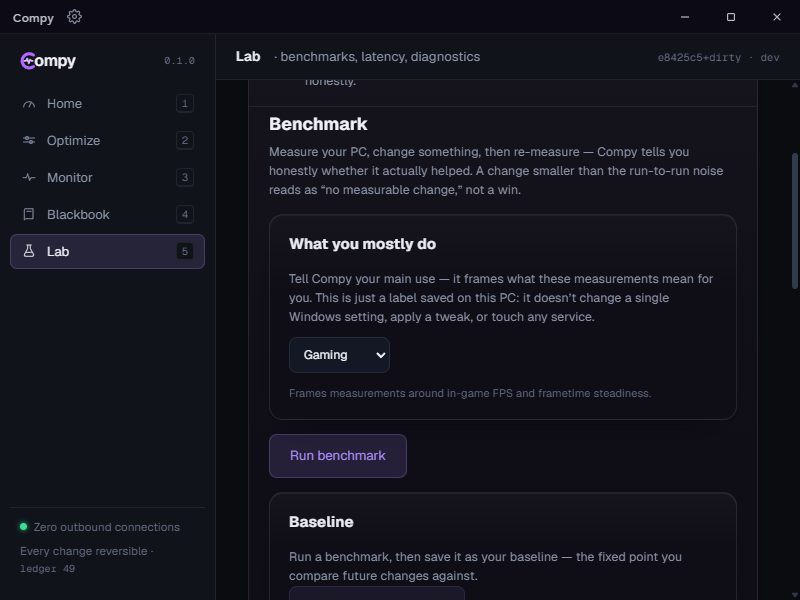 Compy
Compy
0.1.0
Home 1
Optimize 2
Monitor 3
Blackbook 4
Lab 5
Zero outbound connections
Every change reversible ·
ledger 49
Lab · benchmarks, latency, diagnostics
e8425c5+dirty · dev
honestly.
Benchmark
Measure your PC, change something, then re-measure — Compy tells you
honestly whether it actually helped. A change smaller than the run-to-run noise
reads as “no measurable change,” not a win.
What you mostly do
Tell Compy your main use — it frames what these measurements mean for
you. This is just a label saved on this PC: it doesn't change a single
Windows setting, apply a tweak, or touch any service.
Gaming
Frames measurements around in-game FPS and frametime steadiness.
Run benchmark
Baseline
Run a benchmark, then save it as your baseline — the fixed point you
compare future changes against.